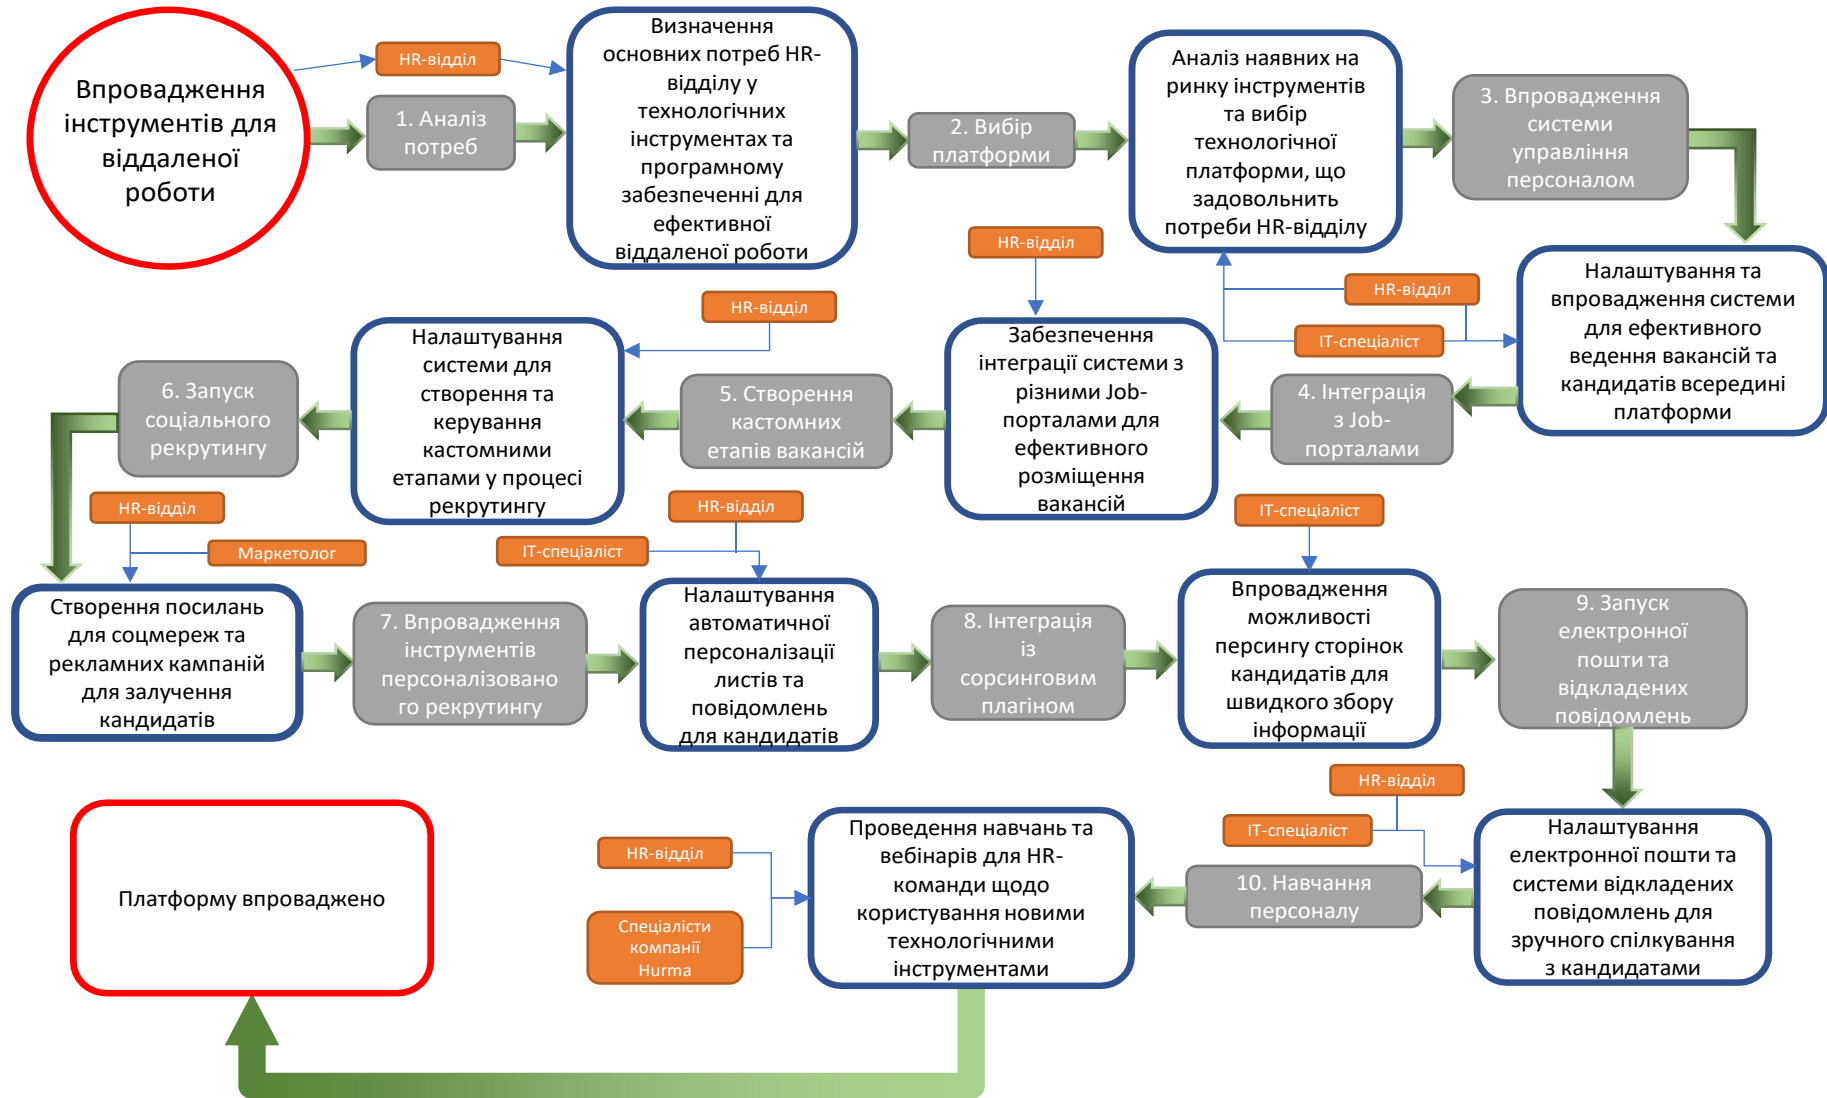 Впровадження
інструментів для
віддаленої
роботи
HR-відділ
1. Аналіз
потреб
Визначення
основних потреб HR-
відділу у
технологічних
інструментах та
програмному
забезпеченні для
ефективної
віддаленої роботи
2. Вибір
платформи
Аналіз наявних на
ринку інструментів
та вибір
технологічної
платформи, що
задовольнить
потреби HR-відділу
3. Впровадження
системи
управління
персоналом
HR-відділ
IT-спеціаліст
Налаштування та
впровадження системи
для ефективного
ведення вакансій та
кандидатів всередині
платформи
4. Інтеграція
з Job-
порталами
HR-відділ
Забезпечення
інтеграції системи з
різними Job-
порталами для
ефективного
розміщення
вакансій
5. Створення
кастомних
етапів вакансій
HR-відділ
Налаштування
системи для
створення та
керування
кастомними
етапами у процесі
рекрутингу
6. Запуск
соціального
рекрутингу
HR-відділ
Маркетолог
Створення посилань
для соцмереж та
рекламних кампаній
для залучення
кандидатів
7. Впровадження
інструментів
персоналізовано
го рекрутингу
HR-відділ
IT-спеціаліст
Налаштування
автоматичної
персоналізації
листів та
повідомлень
для кандидатів
8. Інтеграція
із
сорсинговим
плагіном
IT-спеціаліст
Впровадження
можливості
персингу сторінок
кандидатів для
швидкого збору
інформації
9. Запуск
електронної
пошти та
відкладених
повідомлень
HR-відділ
IT-спеціаліст
Налаштування
електронної пошти та
системи відкладених
повідомлень для
зручного спілкування
з кандидатами
10. Навчання
персоналу
Проведення навчань та
вебінарів для HR-
команди щодо
користування новими
технологічними
інструментами
HR-відділ
Спеціалісти
компанії
Hurma
Платформу впроваджено